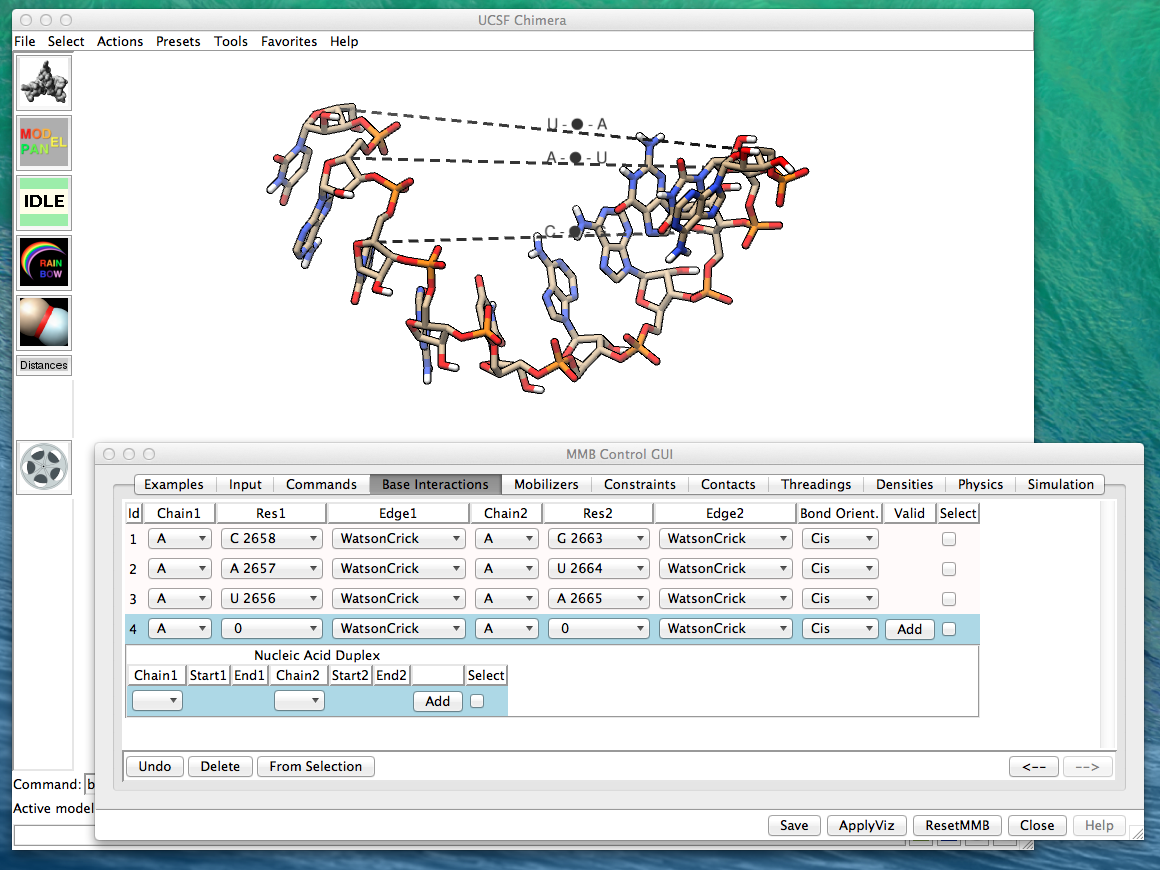 UCSF Chimera
File Select Actions Presets Tools Favorites Help
MODEL PANEL
IDLE
RAIN
BOW
Distances
U - ● - A
A - ● - U
C - ●
MMB Control GUI
Examples Input Commands Base Interactions Mobilizers Constraints Contacts Threadings Densities Physics Simulation
Id Chain1 Res1 Edge1 Chain2 Res2 Edge2 Bond Orient. Valid Select
1 A C 2658 WatsonCrick A G 2663 WatsonCrick Cis
2 A A 2657 WatsonCrick A U 2664 WatsonCrick Cis
3 A U 2656 WatsonCrick A A 2665 WatsonCrick Cis
4 A 0 WatsonCrick A 0 WatsonCrick Cis Add
Nucleic Acid Duplex
Chain1 Start1 End1 Chain2 Start2 End2 Select
Add
Undo Delete From Selection <-- -->
Command: b
Active model
Save ApplyViz ResetMMB Close Help